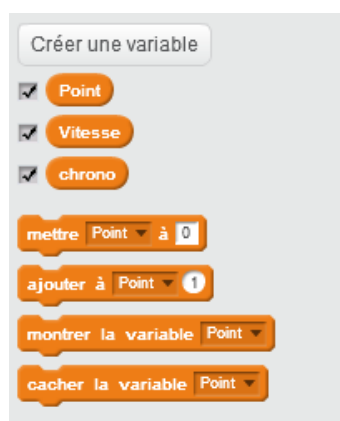 Créer une variable
Point
Vitesse
chrono
mettre Point à 0
ajouter à Point 1
montrer la variable Point
cacher la variable Point